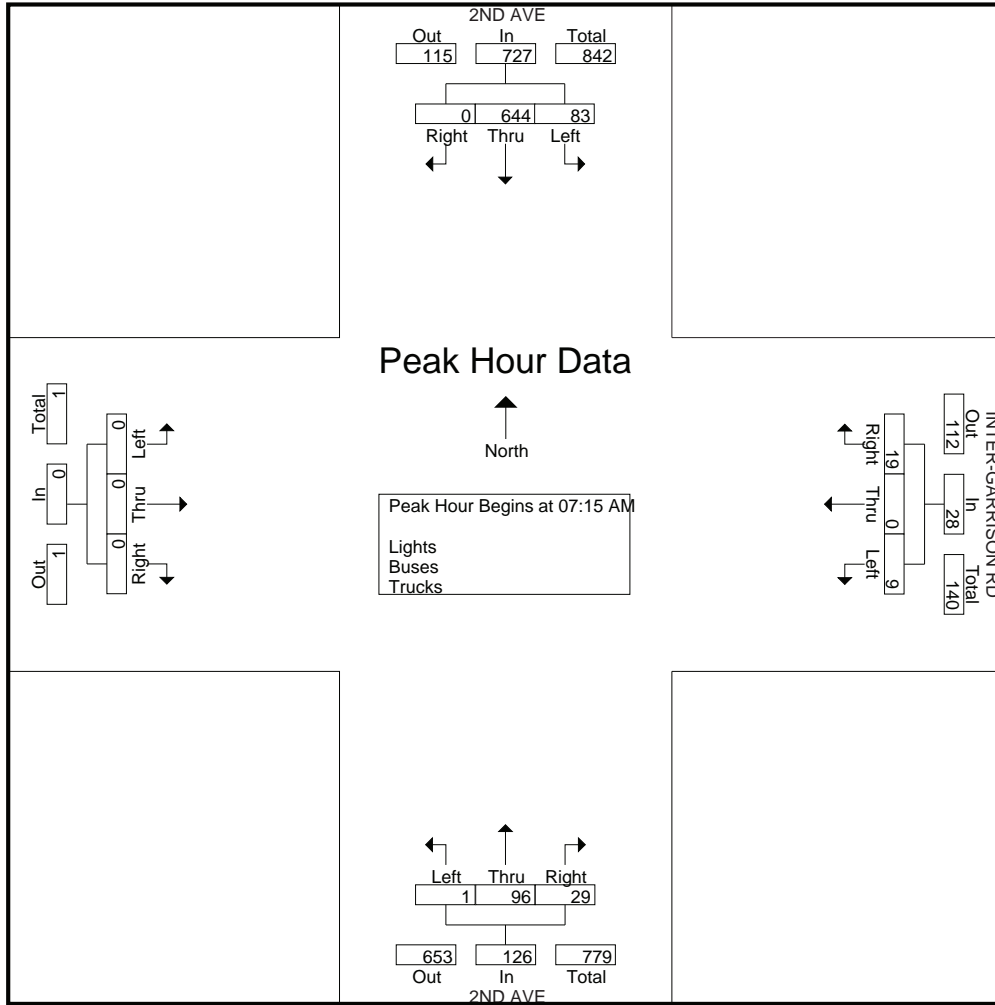 2ND AVE
Out In Total
115 727 842
0 644 83
Right Thru Left
Peak Hour Data
North
Peak Hour Begins at 07:15 AM
Lights
Buses
Trucks
Total 1
In 0
Out 1
0 Left
0 Thru
0 Right
Right 19
Thru 0
Left 9
Out 112
In 28
Total 140
INTER-GARRISON RD
Left Thru Right
1 96 29
653 126 779
Out In Total
2ND AVE